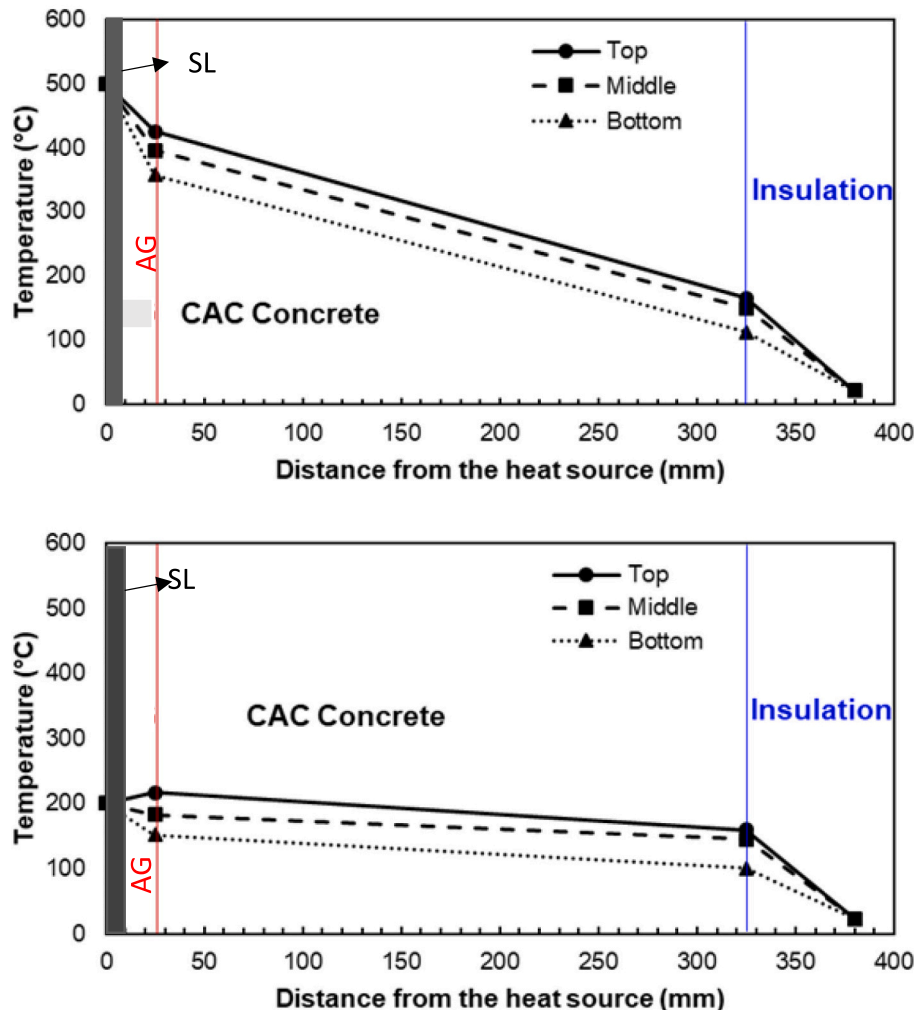 600
SL
Top
500
Middle
Bottom
400
Temperature (°C)
300
Insulation
AG
200
CAC Concrete
100
0
0 50 100 150 200 250 300 350 400
Distance from the heat source (mm)
600
SL
Top
500
Middle
Bottom
400
Temperature (°C)
CAC Concrete
Insulation
300
200
AG
100
0
0 50 100 150 200 250 300 350 400
Distance from the heat source (mm)